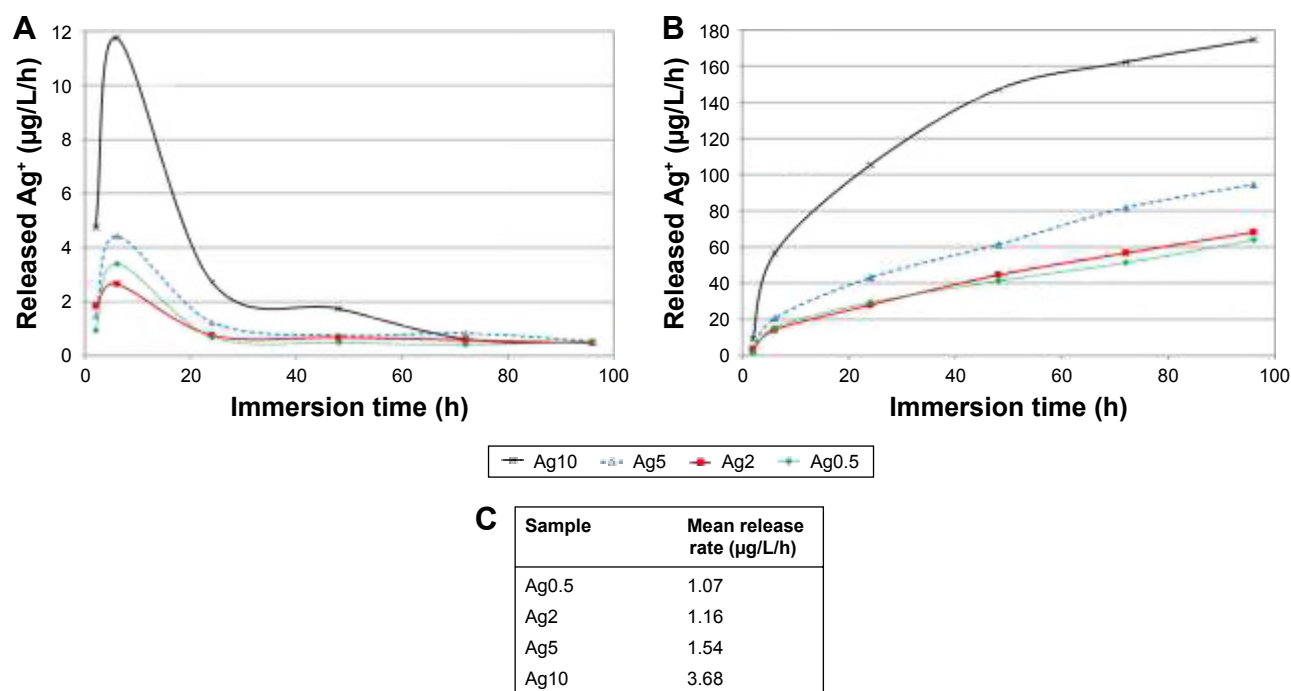 A
Released Ag⁺ (µg/L/h)
12
10
8
6
4
2
0
0 20 40 60 80 100
Immersion time (h)
B
Released Ag⁺ (µg/L/h)
180
160
140
120
100
80
60
40
20
0
0 20 40 60 80 100
Immersion time (h)
Ag10 Ag5 Ag2 Ag0.5
C
Sample Mean release
rate (µg/L/h)
Ag0.5 1.07
Ag2 1.16
Ag5 1.54
Ag10 3.68